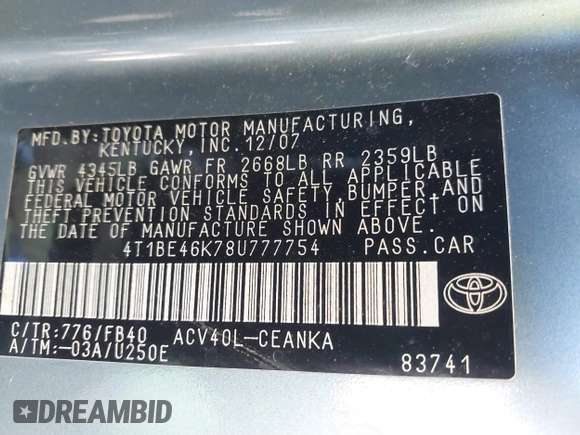 MFD.BY:TOYOTA MOTOR MANUFACTURING,
KENTUCKY,INC.12/07
GVWR 4345LB GAWR FR 2668LB RR 2359LB
THIS VEHICLE CONFORMS TO ALL APPLICABLE
FEDERAL MOTOR VEHICLE SAFETY,BUMPER AND
THEFT PREVENTION STANDARDS IN EFFECT ON
THE DATE OF MANUFACTURE SHOWN ABOVE.
4T1BE46K78U777754 PASS.CAR
C/TR:776/FB40 ACV40L-CEANKA
A/TM:-03A/U250E
83741
DREAMBID